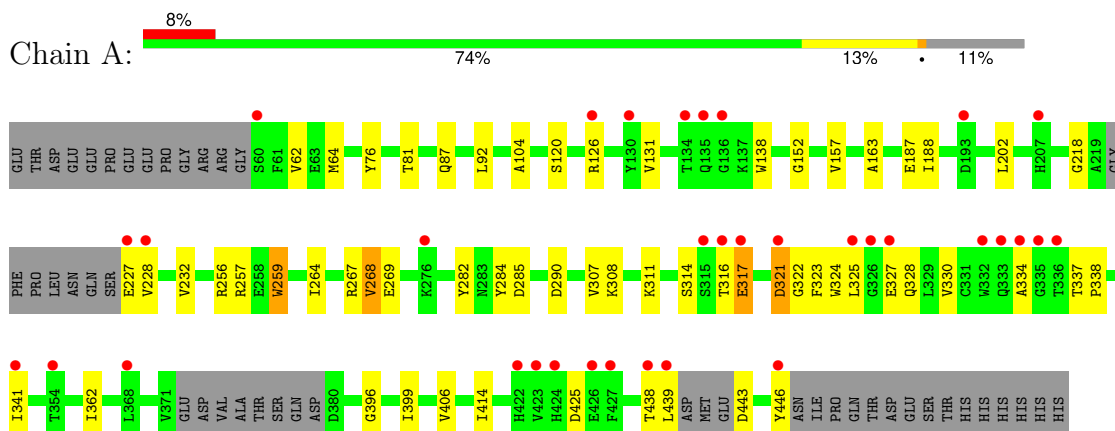 8%
Chain A:
74% 13% • 11%
GLU THR ASP GLU GLU PRO GLU GLU PRO GLY ARG ARG GLY S60 F61 V62 E63 M64 Y76 T81 Q87 L92 A104 S120 R126 Y130 V131 T134 Q135 G136 K137 W138 G152 V157 A163 E187 I188 D193 L202 H207 G218 A219 GLY
PHE PRO LEU ASN GLN SER E227 V228 V232 R256 R257 E258 W259 I264 R267 V268 E269 K276 Y282 N283 Y284 D285 D290 V307 K308 K311 S314 S315 T316 E317 D321 G322 F323 W324 L325 G326 E327 Q328 L329 V330 C331 W332 Q333 A334 G335 T336 T337 P338
I341 T354 I362 L368 V371 GLU ASP VAL ALA THR SER GLN ASP D380 G396 I399 V406 I414 H422 V423 H424 D425 E426 F427 T438 L439 ASP MET GLU D443 Y446 ASN ILE PRO GLN THR ASP GLU SER THR HIS HIS HIS HIS HIS HIS